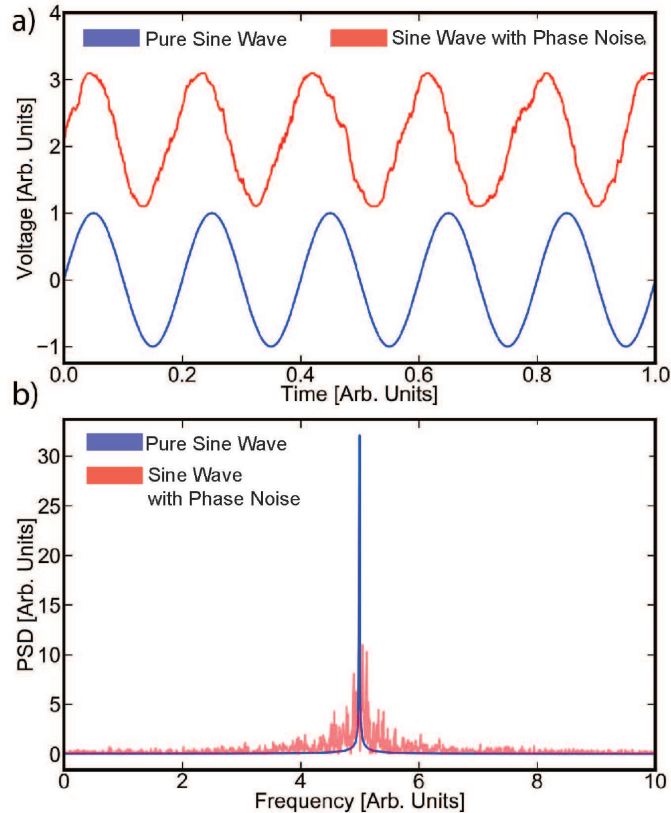 a)
4
Pure Sine Wave
Sine Wave with Phase Noise
3
2
1
0
−1
Voltage [Arb. Units]
0.0 0.2 0.4 0.6 0.8 1.0
Time [Arb. Units]
b)
Pure Sine Wave
Sine Wave
with Phase Noise
30
25
20
15
10
5
0
PSD [Arb. Units]
0 2 4 6 8 10
Frequency [Arb. Units]